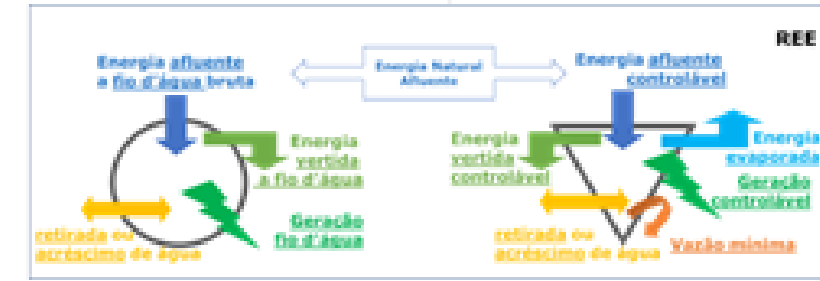 REE
Energia afluente
a fio d'água bruta
Energia Natural
Afluente
Energia afluente
controlável
Energia
vertida
a fio d'água
Energia
vertida
controlável
Energia
evaporada
Geração
controlável
Geração
fio d'água
retirada ou
acréscimo de água
retirada ou
acréscimo de água
Vazão mínima